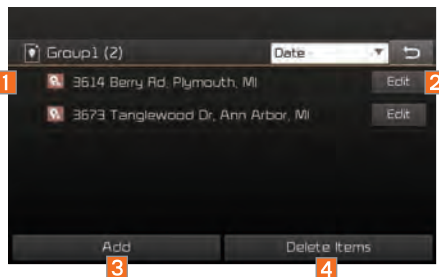 Group1 (2) Date
1 3614 Berry Rd, Plymouth, MI Edit 2
3673 Tanglewood Dr, Ann Arbor, MI Edit
Add Delete Items
3 4